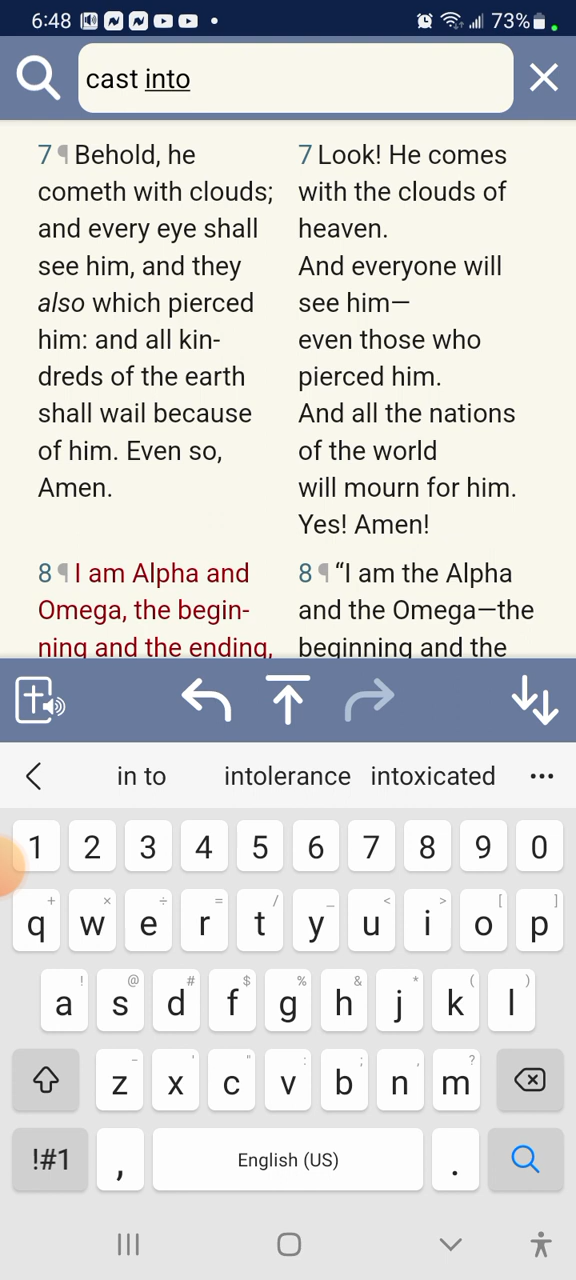 6:48 73%
cast into
7 ¶ Behold, he
cometh with clouds;
and every eye shall
see him, and they
also which pierced
him: and all kin-
dreds of the earth
shall wail because
of him. Even so,
Amen.
8 ¶ I am Alpha and
Omega, the begin-
ning and the ending,
7 Look! He comes
with the clouds of
heaven.
And everyone will
see him—
even those who
pierced him.
And all the nations
of the world
will mourn for him.
Yes! Amen!
8 ¶ “I am the Alpha
and the Omega—the
beginning and the
in to intolerance intoxicated ...
1 2 3 4 5 6 7 8 9 0
+ × ÷ = / _ < > [ ]
q w e r t y u i o p
! @ # $ % & * ( )
a s d f g h j k l
- ' " : ; , ?
z x c v b n m
!#1 , English (US) .